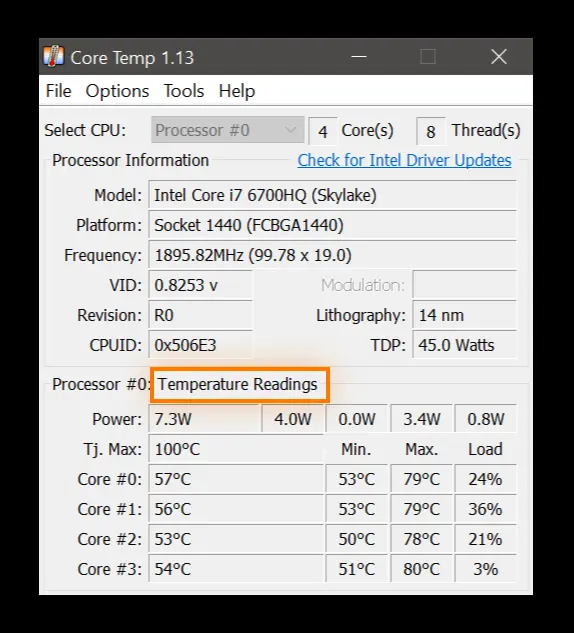 Core Temp 1.13
File Options Tools Help
Select CPU: Processor #0 4 Core(s) 8 Thread(s)
Processor Information Check for Intel Driver Updates
Model: Intel Core i7 6700HQ (Skylake)
Platform: Socket 1440 (FCBGA1440)
Frequency: 1895.82MHz (99.78 x 19.0)
VID: 0.8253 v Modulation:
Revision: R0 Lithography: 14 nm
CPUID: 0x506E3 TDP: 45.0 Watts
Processor #0: Temperature Readings
Power: 7.3W 4.0W 0.0W 3.4W 0.8W
Tj. Max: 100°C Min. Max. Load
Core #0: 57°C 53°C 79°C 24%
Core #1: 56°C 53°C 79°C 36%
Core #2: 53°C 50°C 78°C 21%
Core #3: 54°C 51°C 80°C 3%